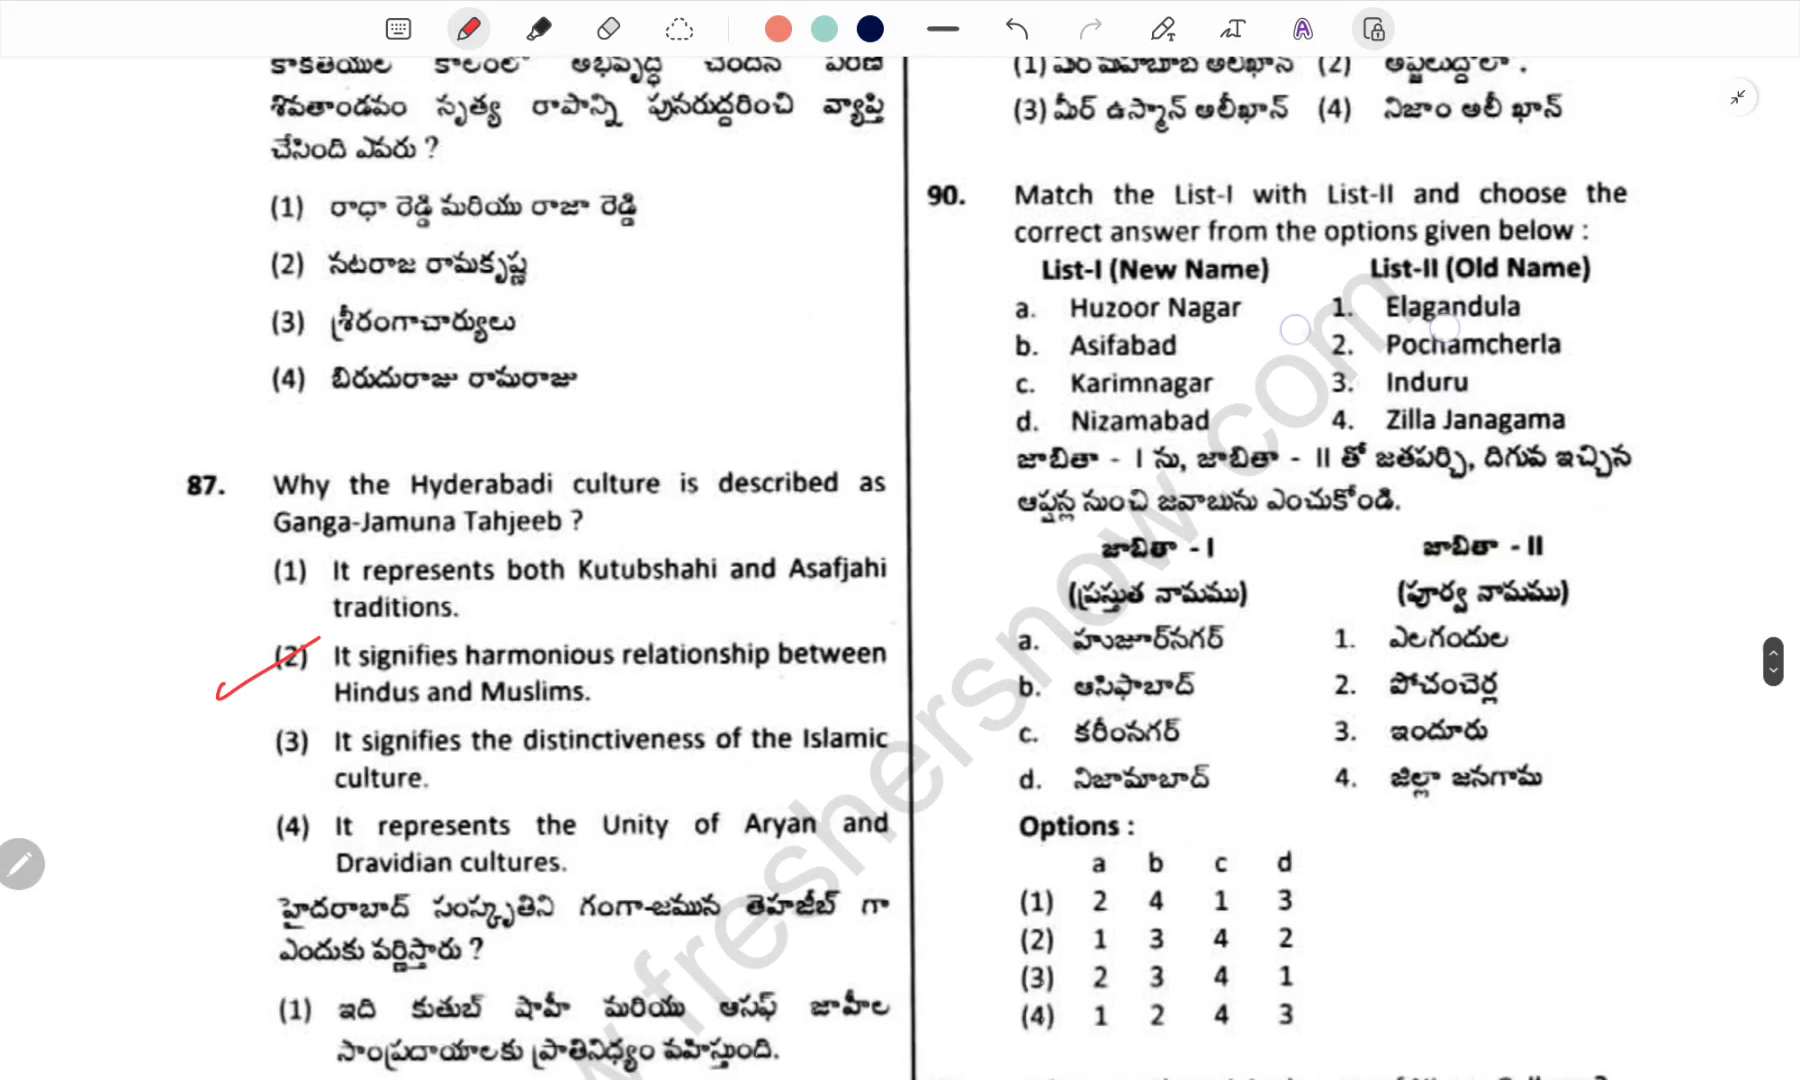 శివతాండవం నృత్య రూపాన్ని పునరుద్ధరించి వ్యాప్తి
చేసింది ఎవరు ?
(1) రాధా రెడ్డి మరియు రాజా రెడ్డి
(2) నటరాజ రామకృష్ణ
(3) శ్రీరంగాచార్యులు
(4) బిరుదురాజు రామరాజు
87. Why the Hyderabadi culture is described as
Ganga-Jamuna Tahjeeb ?
(1) It represents both Kutubshahi and Asafjahi
traditions.
(2) It signifies harmonious relationship between
Hindus and Muslims.
(3) It signifies the distinctiveness of the Islamic
culture.
(4) It represents the Unity of Aryan and
Dravidian cultures.
హైదరాబాద్ సంస్కృతిని గంగా-జమున తెహజీబ్ గా
ఎందుకు వర్ణిస్తారు ?
(1) ఇది కుతుబ్ షాహీ మరియు ఆసఫ్ జాహీల
సాంప్రదాయాలకు ప్రాతినిధ్యం వహిస్తుంది.
(1) మీర్ మహబూబ్ అలీఖాన్ (2)
(3) మీర్ ఉస్మాన్ అలీఖాన్ (4) నిజాం అలీ ఖాన్
90. Match the List-I with List-II and choose the
correct answer from the options given below :
List-I (New Name) List-II (Old Name)
a. Huzoor Nagar 1. Elagandula
b. Asifabad 2. Pochamcherla
c. Karimnagar 3. Induru
d. Nizamabad 4. Zilla Janagama
జాబితా - I ను, జాబితా - II తో జతపర్చి, దిగువ ఇచ్చిన
ఆప్షన్ల నుంచి జవాబును ఎంచుకోండి.
జాబితా - I జాబితా - II
(ప్రస్తుత నామము) (పూర్వ నామము)
a. హుజూర్‌నగర్ 1. ఎలగందుల
b. ఆసిఫాబాద్ 2. పోచంచెర్ల
c. కరీంనగర్ 3. ఇందూరు
d. నిజామాబాద్ 4. జిల్లా జనగామ
Options :
a b c d
(1) 2 4 1 3
(2) 1 3 4 2
(3) 2 3 4 1
(4) 1 2 4 3
w.freshersnow.com